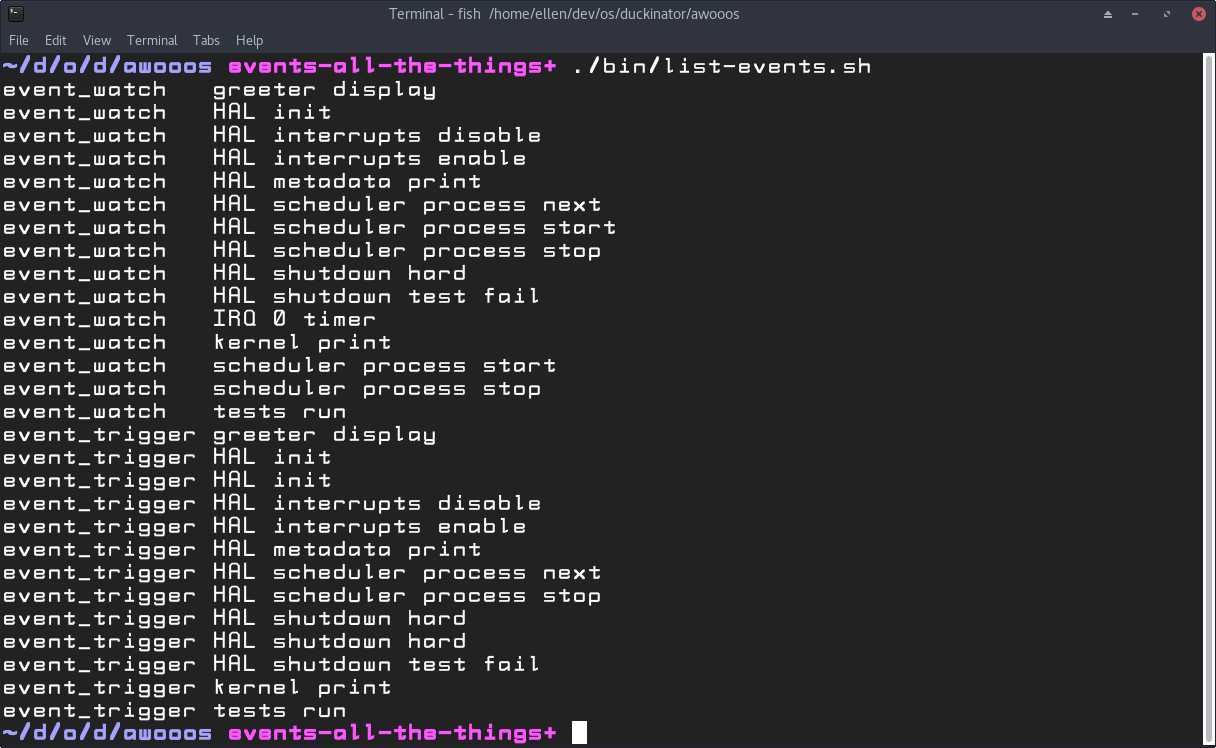 Terminal - fish /home/ellen/dev/os/duckinator/awooos
File Edit View Terminal Tabs Help
~/d/o/d/awooos events-all-the-things+ ./bin/list-events.sh
event_watch   greeter display
event_watch   HAL init
event_watch   HAL interrupts disable
event_watch   HAL interrupts enable
event_watch   HAL metadata print
event_watch   HAL scheduler process next
event_watch   HAL scheduler process start
event_watch   HAL scheduler process stop
event_watch   HAL shutdown hard
event_watch   HAL shutdown test fail
event_watch   IRQ 0 timer
event_watch   kernel print
event_watch   scheduler process start
event_watch   scheduler process stop
event_watch   tests run
event_trigger greeter display
event_trigger HAL init
event_trigger HAL init
event_trigger HAL interrupts disable
event_trigger HAL interrupts enable
event_trigger HAL metadata print
event_trigger HAL scheduler process next
event_trigger HAL scheduler process stop
event_trigger HAL shutdown hard
event_trigger HAL shutdown hard
event_trigger HAL shutdown test fail
event_trigger kernel print
event_trigger tests run
~/d/o/d/awooos events-all-the-things+